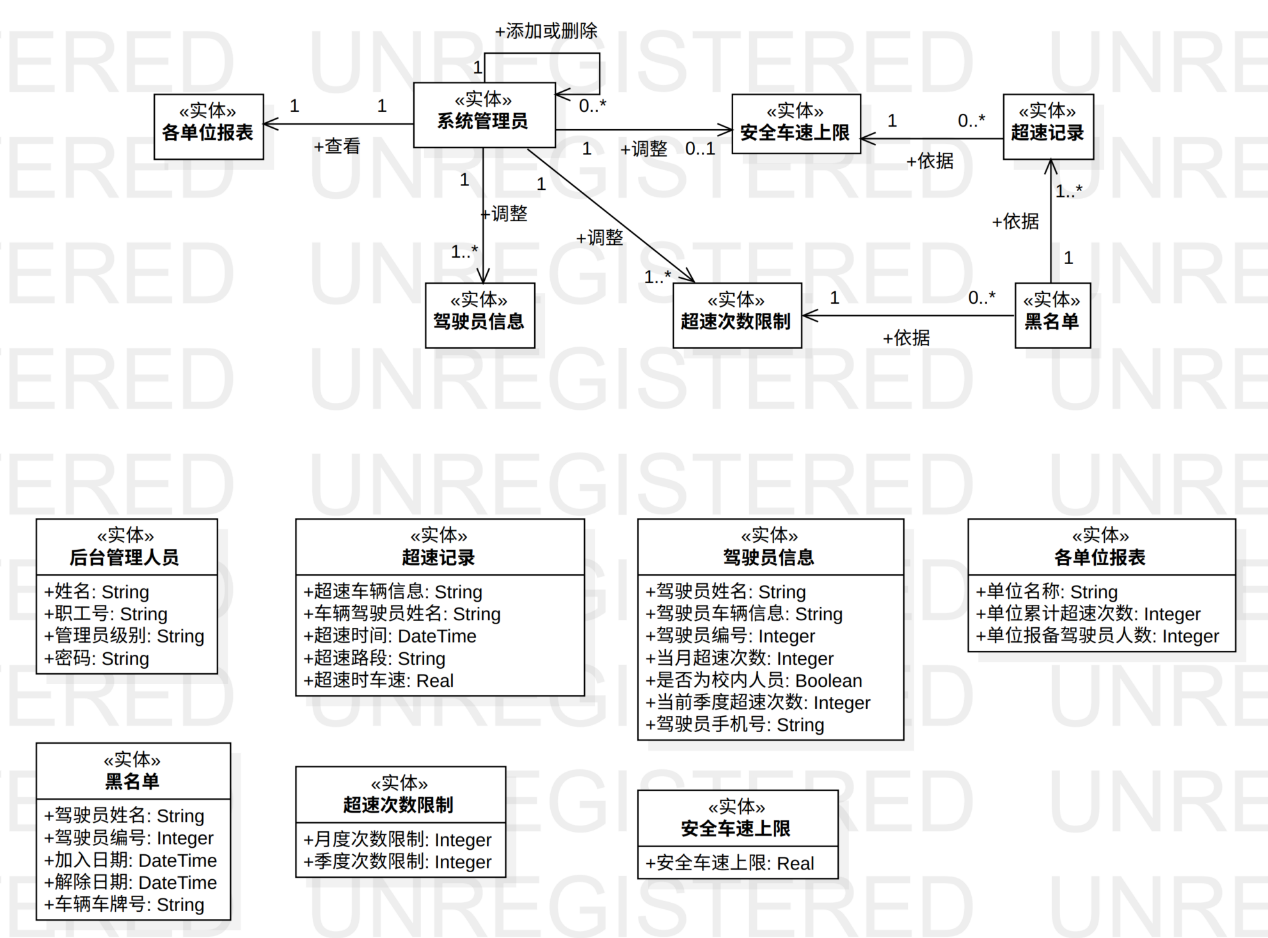 UNREGISTERED
+添加或删除
1
0..*
«实体»
各单位报表
1
1
+查看
«实体»
系统管理员
1
+调整
0..1
«实体»
安全车速上限
1
0..*
+依据
«实体»
超速记录
1
+调整
1..*
1
+调整
1..*
1..*
+依据
1
«实体»
驾驶员信息
«实体»
超速次数限制
1
0..*
+依据
«实体»
黑名单
«实体»
后台管理人员
+姓名: String
+职工号: String
+管理员级别: String
+密码: String
«实体»
超速记录
+超速车辆信息: String
+车辆驾驶员姓名: String
+超速时间: DateTime
+超速路段: String
+超速时车速: Real
«实体»
驾驶员信息
+驾驶员姓名: String
+驾驶员车辆信息: String
+驾驶员编号: Integer
+当月超速次数: Integer
+是否为校内人员: Boolean
+当前季度超速次数: Integer
+驾驶员手机号: String
«实体»
各单位报表
+单位名称: String
+单位累计超速次数: Integer
+单位报备驾驶员人数: Integer
«实体»
黑名单
+驾驶员姓名: String
+驾驶员编号: Integer
+加入日期: DateTime
+解除日期: DateTime
+车辆车牌号: String
«实体»
超速次数限制
+月度次数限制: Integer
+季度次数限制: Integer
«实体»
安全车速上限
+安全车速上限: Real